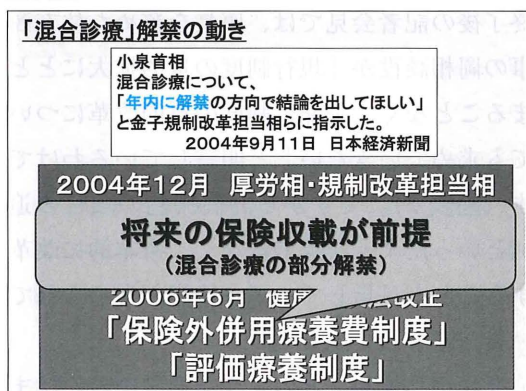 「混合診療」解禁の動き
小泉首相
混合診療について、
「年内に解禁の方向で結論を出してほしい」
と金子規制改革担当相らに指示した。
2004年9月11日 日本経済新聞
2004年12月 厚労相・規制改革担当相
将来の保険収載が前提
(混合診療の部分解禁)
2006年6月 健康 法改正
「保険外併用療養費制度」
「評価療養制度」